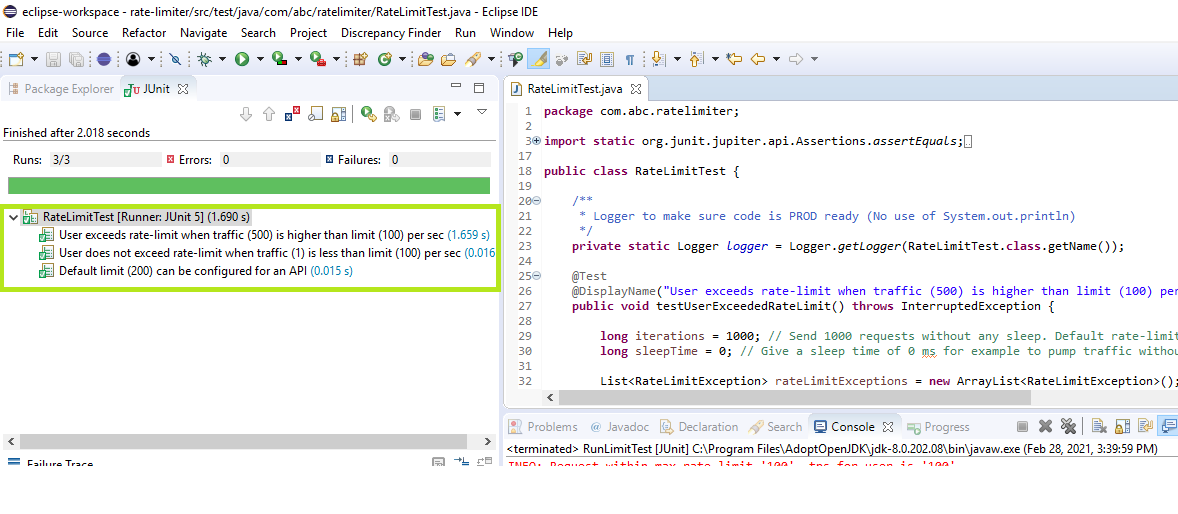 eclipse-workspace - rate-limiter/src/test/java/com/abc/ratelimiter/RateLimitTest.java - Eclipse IDE
File Edit Source Refactor Navigate Search Project Discrepancy Finder Run Window Help
Package Explorer JUnit
Finished after 2.018 seconds
Runs: 3/3 Errors: 0 Failures: 0
RateLimitTest [Runner: JUnit 5] (1.690 s)
User exceeds rate-limit when traffic (500) is higher than limit (100) per sec (1.659 s)
User does not exceed rate-limit when traffic (1) is less than limit (100) per sec (0.016
Default limit (200) can be configured for an API (0.015 s)
Failure Trace
RateLimitTest.java
1 package com.abc.ratelimiter;
2
3 import static org.junit.jupiter.api.Assertions.assertEquals;
17
18 public class RateLimitTest {
19
20 /**
21 * Logger to make sure code is PROD ready (No use of System.out.println)
22 */
23 private static Logger logger = Logger.getLogger(RateLimitTest.class.getName());
24
25 @Test
26 @DisplayName("User exceeds rate-limit when traffic (500) is higher than limit (100) per
27 public void testUserExceededRateLimit() throws InterruptedException {
28
29 long iterations = 1000; // Send 1000 requests without any sleep. Default rate-limit
30 long sleepTime = 0; // Give a sleep time of 0 ms for example to pump traffic withou
31
32 List<RateLimitException> rateLimitExceptions = new ArrayList<RateLimitException>();
Problems @ Javadoc Declaration Search Console Progress
<terminated> RunLimitTest [JUnit] C:\Program Files\AdoptOpenJDK\jdk-8.0.202.08\bin\javaw.exe (Feb 28, 2021, 3:39:59 PM)
INFO: Request within max rate limit '100', tps for user is '100'